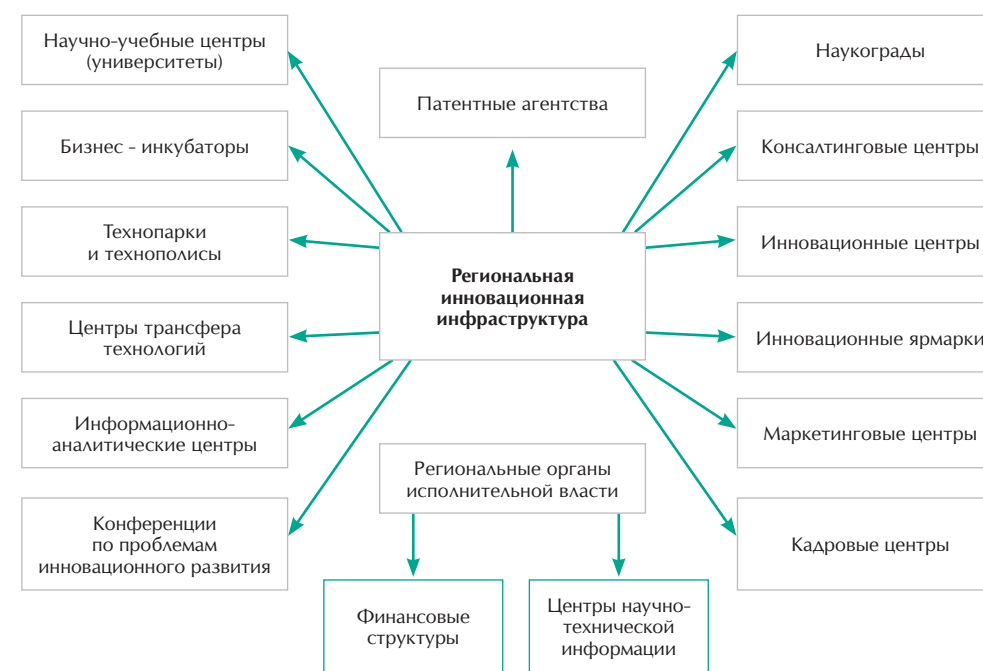 Научно-учебные центры
(университеты)
Бизнес - инкубаторы
Технопарки
и технополисы
Центры трансфера
технологий
Информационно-
аналитические центры
Конференции
по проблемам
инновационного развития
Патентные агентства
Региональная
инновационная
инфраструктура
Региональные органы
исполнительной власти
Финансовые
структуры
Центры научно-
технической
информации
Наукограды
Консалтинговые центры
Инновационные центры
Инновационные ярмарки
Маркетинговые центры
Кадровые центры